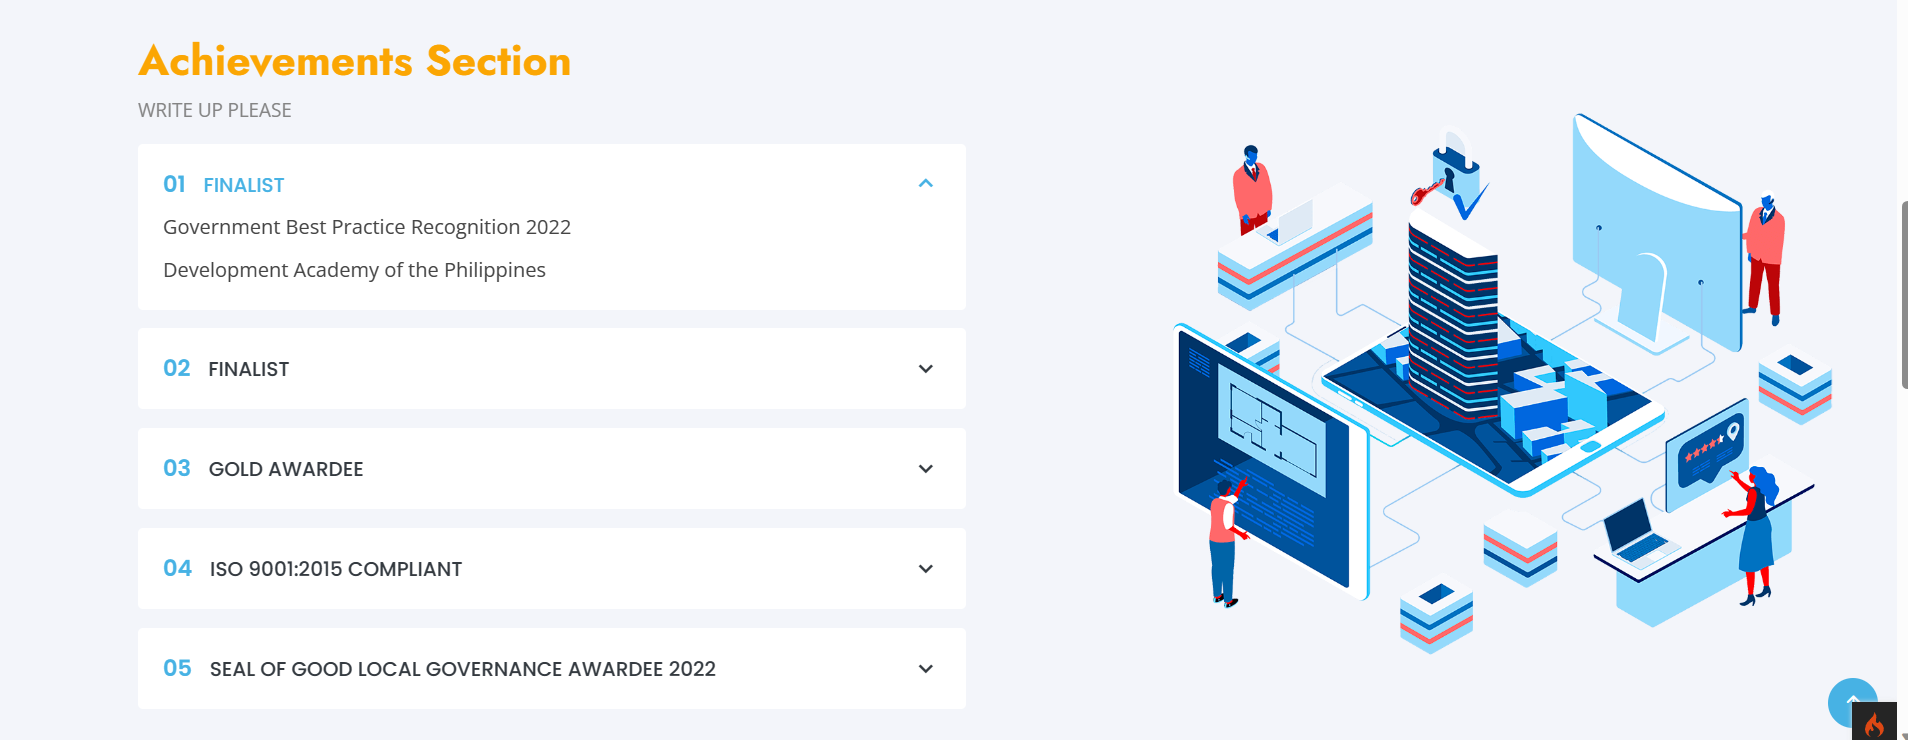 Achievements Section
WRITE UP PLEASE
01 FINALIST
Government Best Practice Recognition 2022
Development Academy of the Philippines
02 FINALIST
03 GOLD AWARDEE
04 ISO 9001:2015 COMPLIANT
05 SEAL OF GOOD LOCAL GOVERNANCE AWARDEE 2022